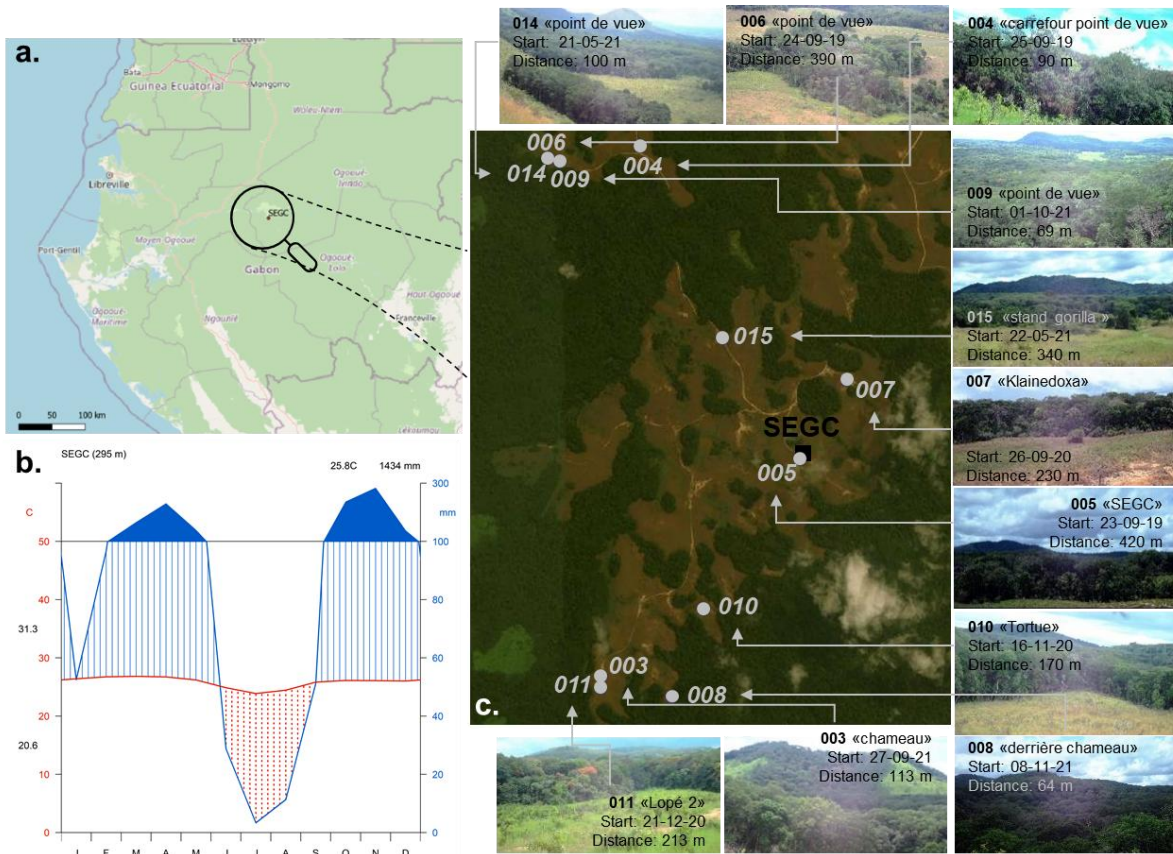 014 «point de vue»
Start: 21-05-21
Distance: 100 m
006 «point de vue»
Start: 24-09-19
Distance: 390 m
004 «carrefour point de vue»
Start: 25-09-19
Distance: 90 m
a.
Bata
Guinea Ecuatorial
Mongomo
Woleu-Ntem
Libreville
Ogooué-Ivindo
SEGC
Port-Gentil
Moyen-Ogooué
Gabon
Ogooué-Lolo
Ogooué-Maritime
Ngounié
Haut-Ogooué
Franceville
Lékoumou
0 50 100 km
006
004
014
009
015
007
SEGC
005
010
003
011
008
c.
009 «point de vue»
Start: 01-10-21
Distance: 69 m
015 «stand gorilla »
Start: 22-05-21
Distance: 340 m
007 «Klainedoxa»
Start: 26-09-20
Distance: 230 m
005 «SEGC»
Start: 23-09-19
Distance: 420 m
010 «Tortue»
Start: 16-11-20
Distance: 170 m
b.
SEGC (295 m)
25.8C 1434 mm
C
50
40
31.3
30
20
20.6
10
0
300
mm
100
80
60
40
20
0
J F M A M J J A S O N D
011 «Lopé 2»
Start: 21-12-20
Distance: 213 m
003 «chameau»
Start: 27-09-21
Distance: 113 m
008 «derrière chameau»
Start: 08-11-21
Distance: 64 m